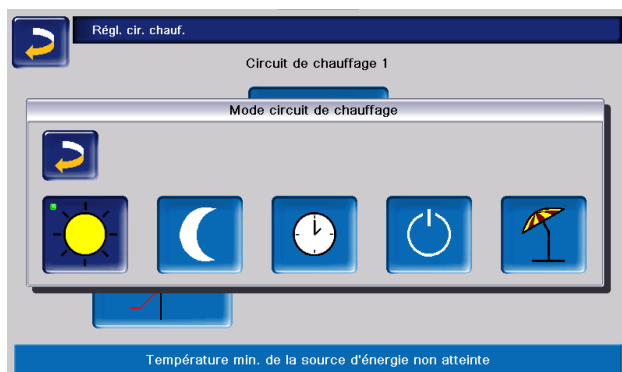 Régl. cir. chauf.
Circuit de chauffage 1
Mode circuit de chauffage
Température min. de la source d'énergie non atteinte